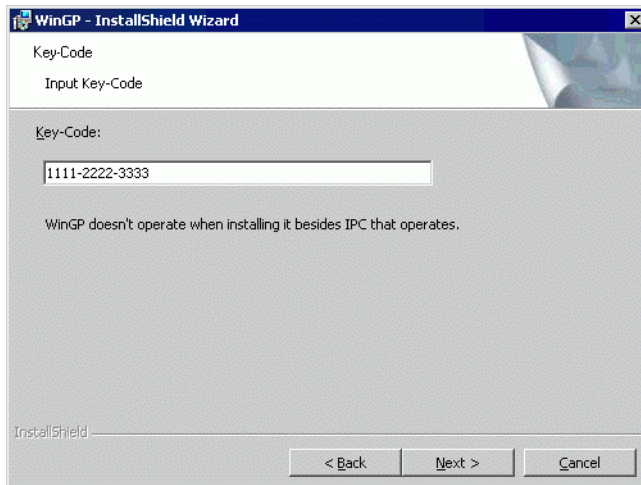 WinGP - InstallShield Wizard
Key-Code
Input Key-Code
Key-Code:
1111-2222-3333
WinGP doesn't operate when installing it besides IPC that operates.
InstallShield
< Back Next > Cancel